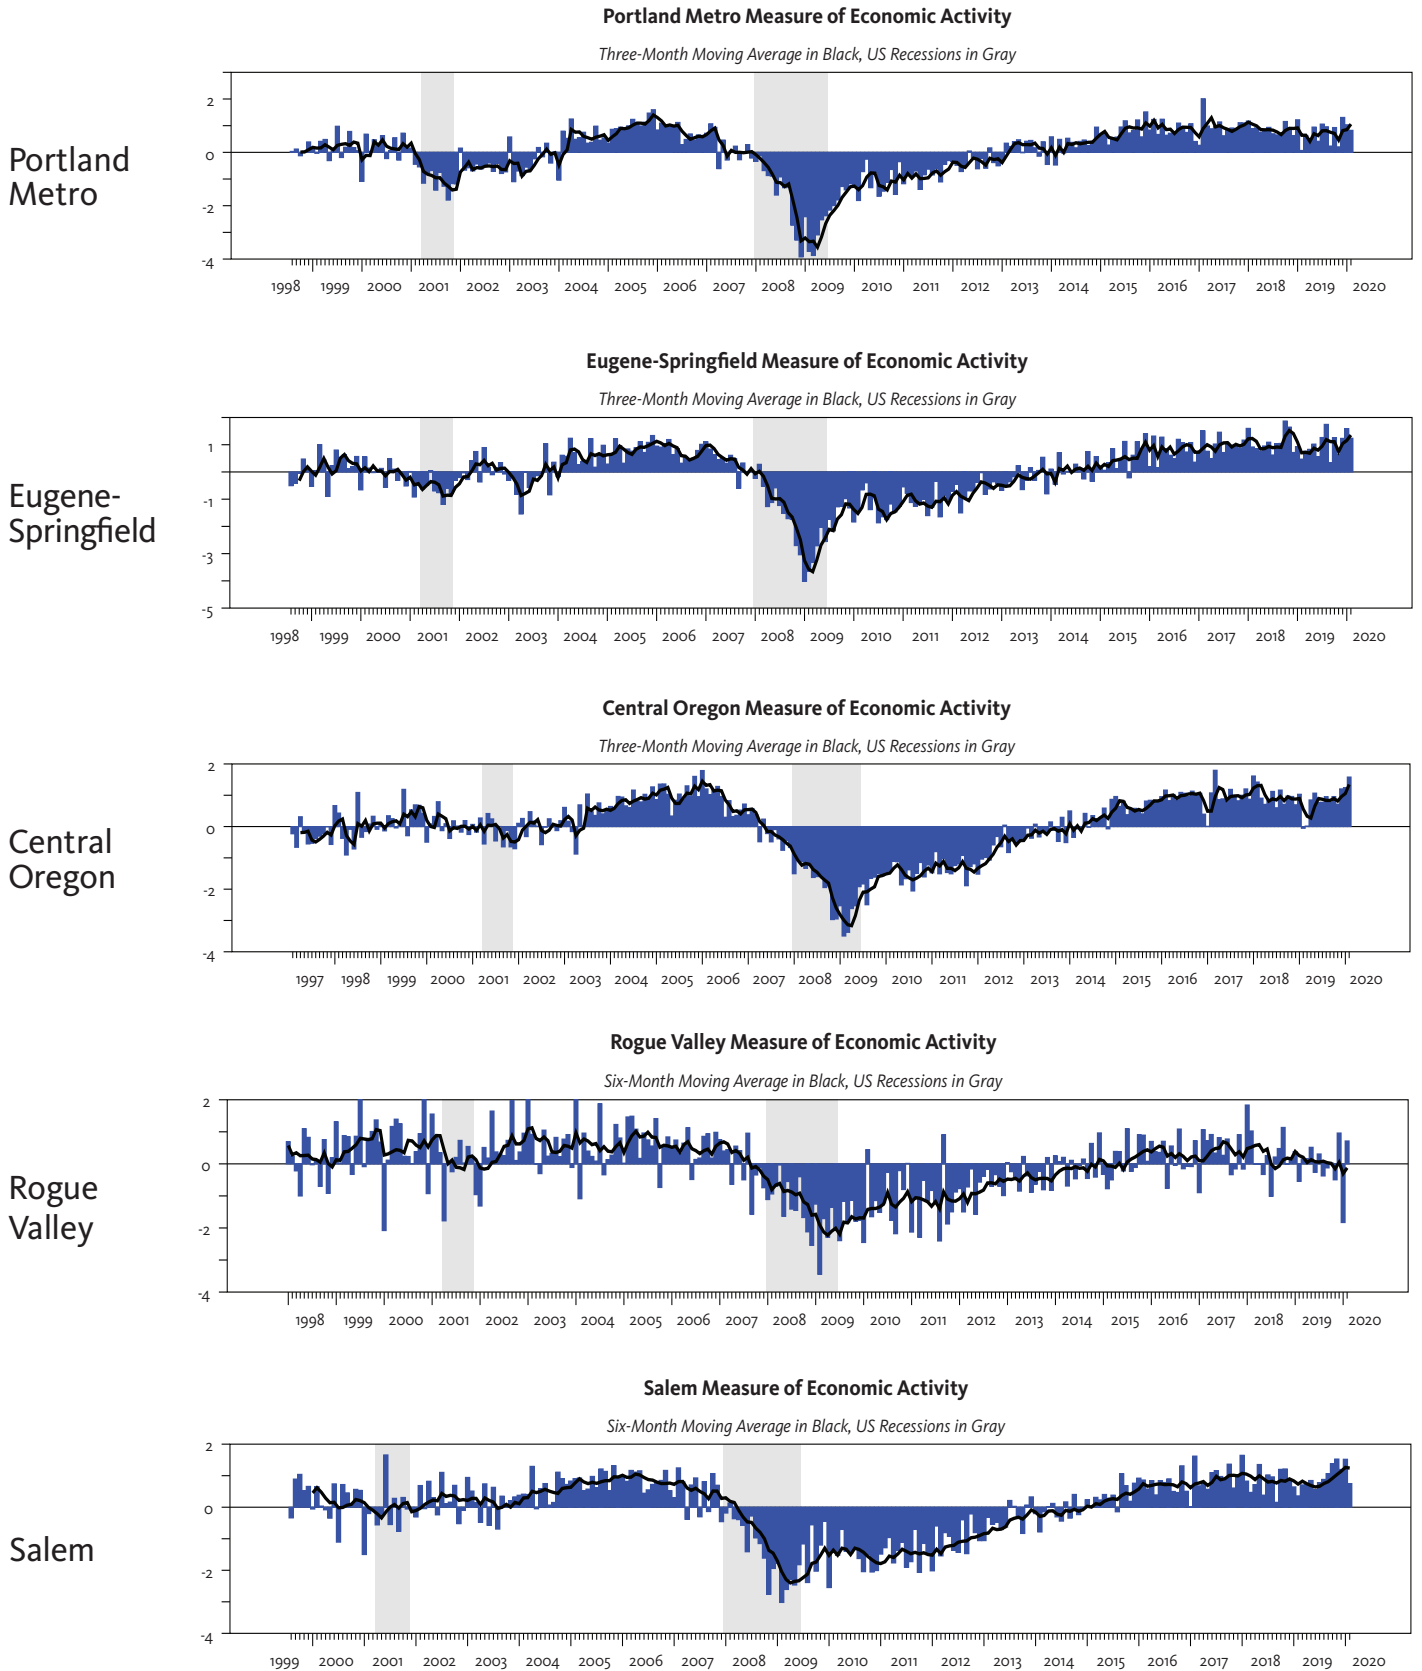 Portland Metro Measure of Economic Activity
Three-Month Moving Average in Black, US Recessions in Gray
Portland
Metro
2
0
-2
-4
1998 1999 2000 2001 2002 2003 2004 2005 2006 2007 2008 2009 2010 2011 2012 2013 2014 2015 2016 2017 2018 2019 2020
Eugene-Springfield Measure of Economic Activity
Three-Month Moving Average in Black, US Recessions in Gray
Eugene-
Springfield
1
-1
-3
-5
1998 1999 2000 2001 2002 2003 2004 2005 2006 2007 2008 2009 2010 2011 2012 2013 2014 2015 2016 2017 2018 2019 2020
Central Oregon Measure of Economic Activity
Three-Month Moving Average in Black, US Recessions in Gray
Central
Oregon
2
0
-2
-4
1997 1998 1999 2000 2001 2002 2003 2004 2005 2006 2007 2008 2009 2010 2011 2012 2013 2014 2015 2016 2017 2018 2019 2020
Rogue Valley Measure of Economic Activity
Six-Month Moving Average in Black, US Recessions in Gray
Rogue
Valley
2
0
-2
-4
1998 1999 2000 2001 2002 2003 2004 2005 2006 2007 2008 2009 2010 2011 2012 2013 2014 2015 2016 2017 2018 2019 2020
Salem Measure of Economic Activity
Six-Month Moving Average in Black, US Recessions in Gray
Salem
2
0
-2
-4
1999 2000 2001 2002 2003 2004 2005 2006 2007 2008 2009 2010 2011 2012 2013 2014 2015 2016 2017 2018 2019 2020